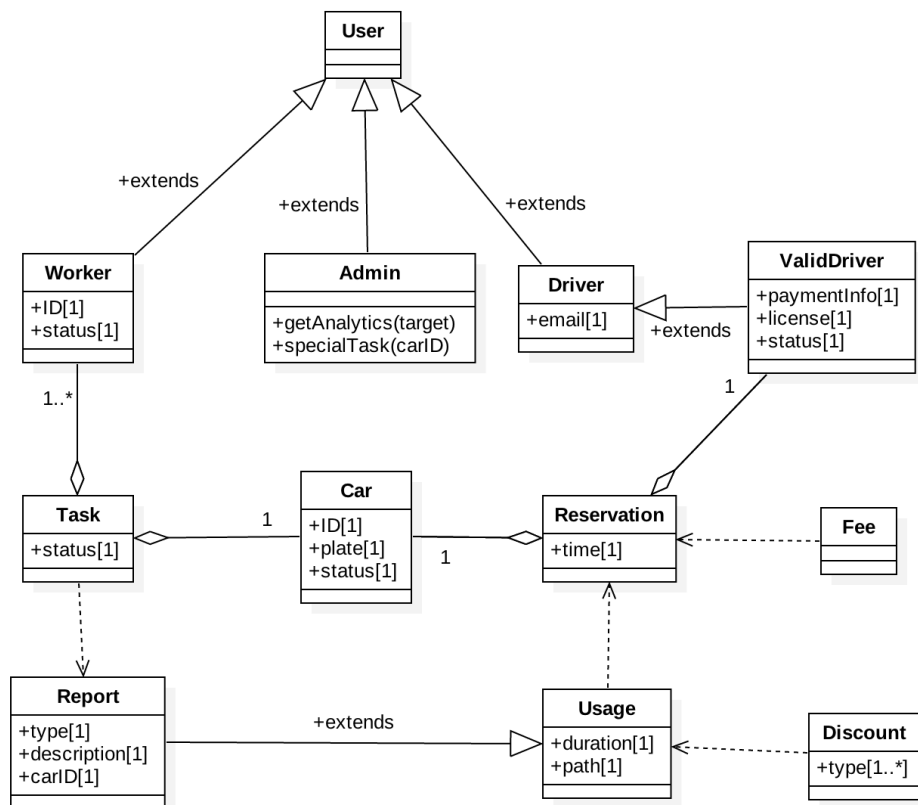 User
+extends
+extends
+extends
Worker
+ID[1]
+status[1]
Admin
+getAnalytics(target)
+specialTask(carID)
Driver
+email[1]
+extends
ValidDriver
+paymentInfo[1]
+license[1]
+status[1]
1..*
1
Task
+status[1]
1
Car
+ID[1]
+plate[1]
+status[1]
1
Reservation
+time[1]
Fee
Report
+type[1]
+description[1]
+carID[1]
+extends
Usage
+duration[1]
+path[1]
Discount
+type[1..*]